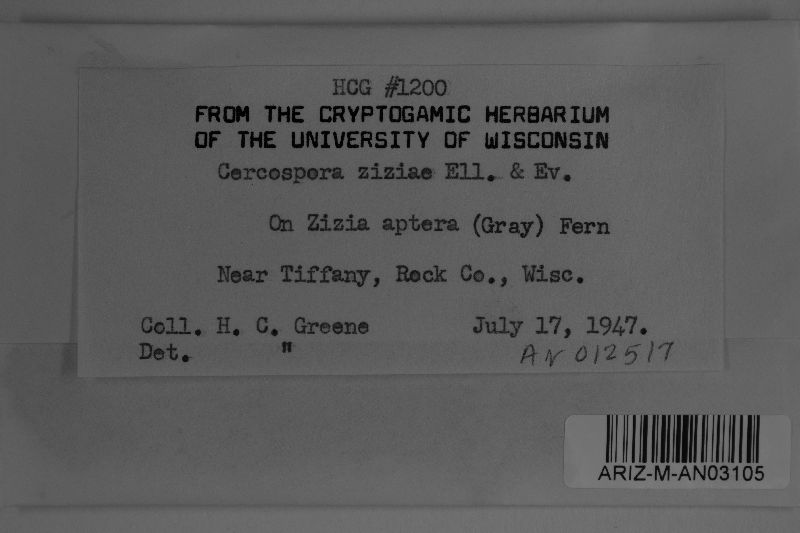 HCG #1200
FROM THE CRYPTOGAMIC HERBARIUM
OF THE UNIVERSITY OF WISCONSIN
Cercospora ziziae Ell. & Ev.
On Zizia aptera (Gray) Fern
Near Tiffany, Rock Co., Wisc.
Coll. H. C. Greene July 17, 1947.
Det. "
AN 012517
ARIZ-M-AN03105